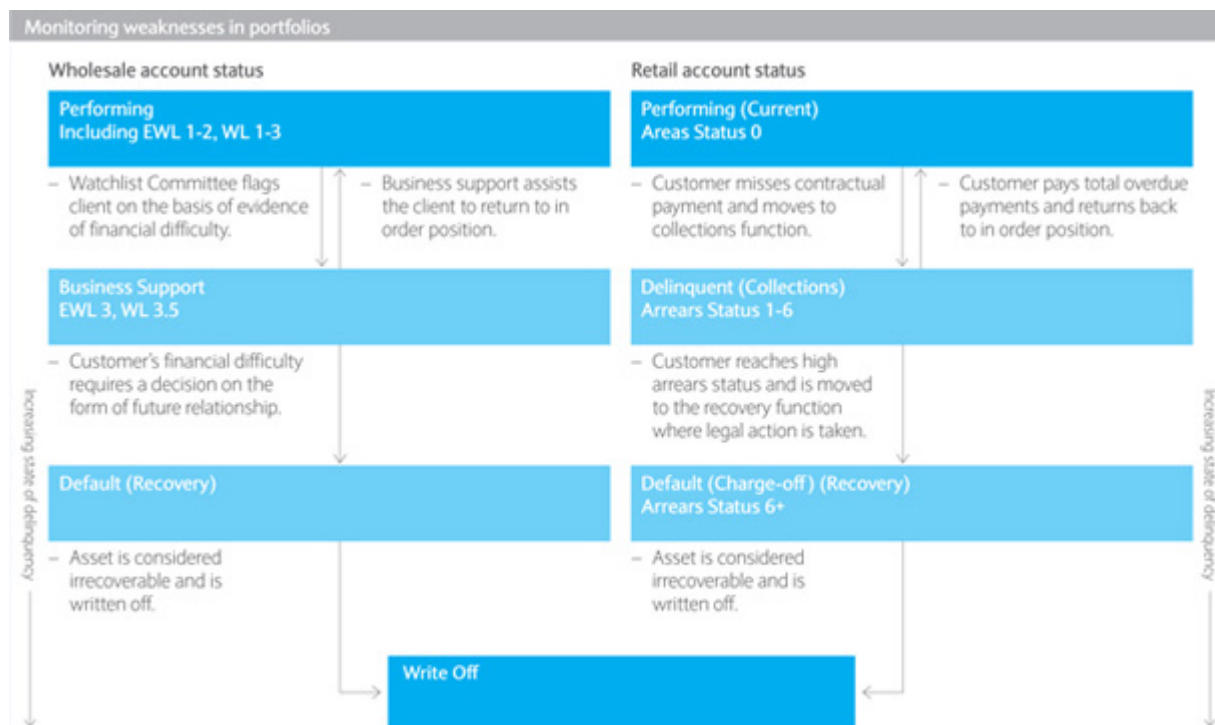 Monitoring weaknesses in portfolios
Wholesale account status
Performing
Including EWL 1-2, WL 1-3
– Watchlist Committee flags
client on the basis of evidence
of financial difficulty.
– Business support assists
the client to return to in
order position.
Business Support
EWL 3, WL 3.5
– Customer's financial difficulty
requires a decision on the
form of future relationship.
Default (Recovery)
– Asset is considered
irrecoverable and is
written off.
Increasing state of delinquency
Retail account status
Performing (Current)
Areas Status 0
– Customer misses contractual
payment and moves to
collections function.
– Customer pays total overdue
payments and returns back
to in order position.
Delinquent (Collections)
Arrears Status 1-6
– Customer reaches high
arrears status and is moved
to the recovery function
where legal action is taken.
Default (Charge-off) (Recovery)
Arrears Status 6+
– Asset is considered
irrecoverable and is
written off.
Increasing state of delinquency
Write Off